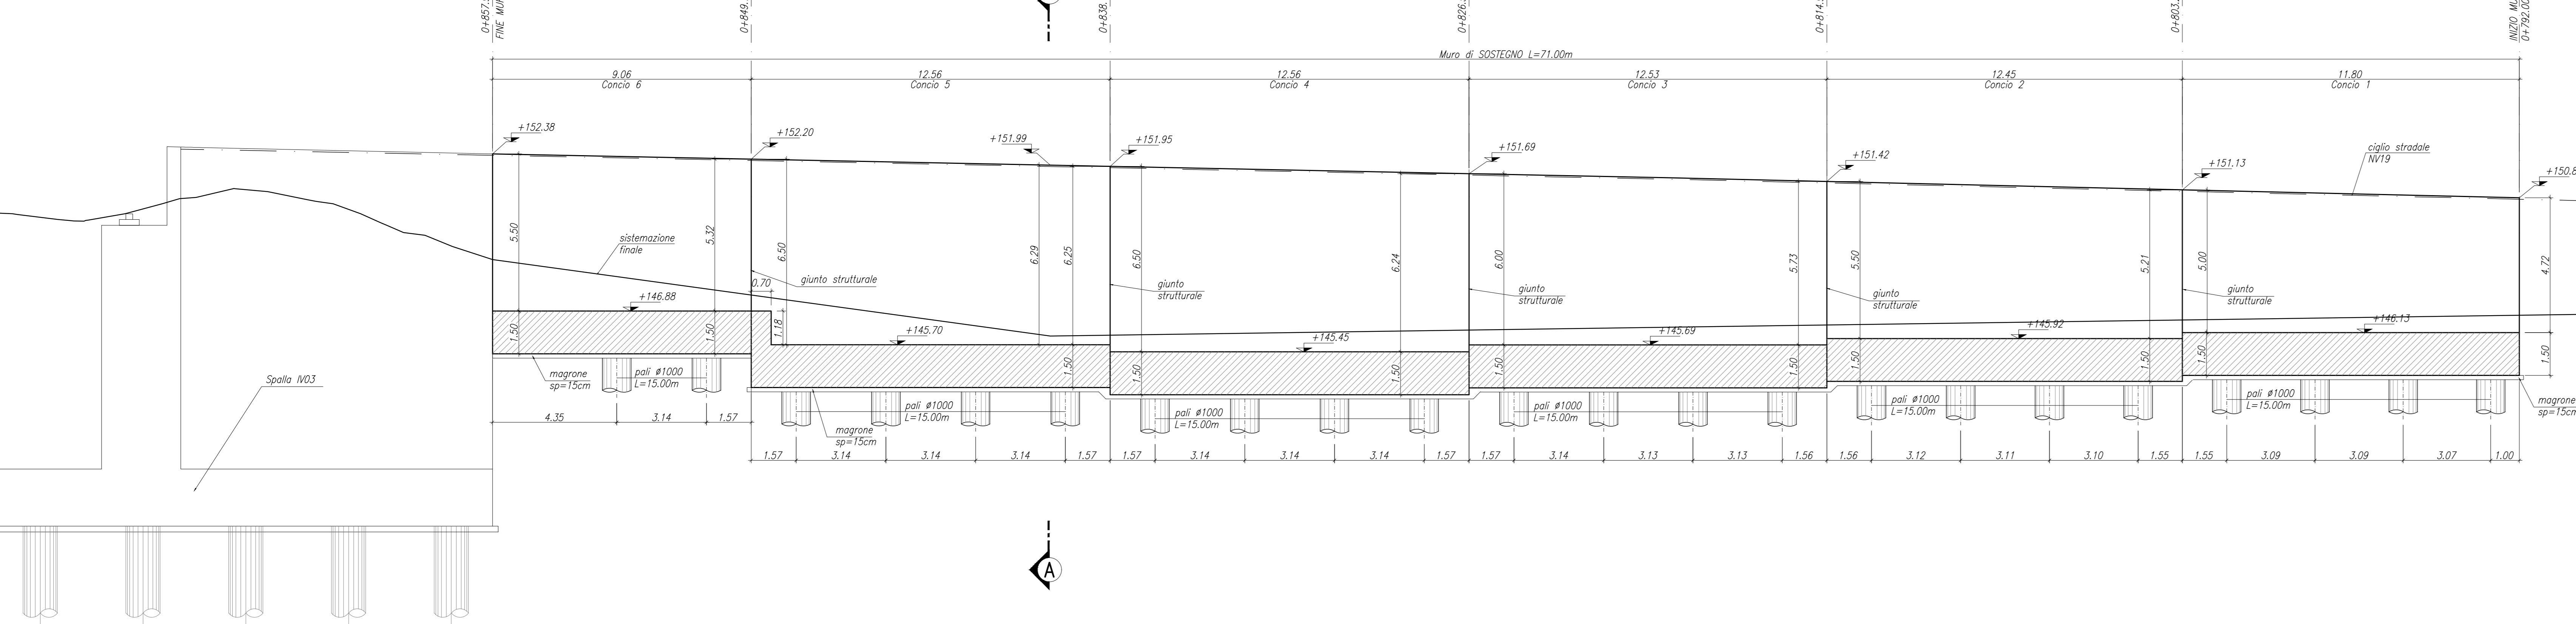 FINE MUR
0+849.
0+838.
0+826.
0+814.
0+803.
INIZIO MU
0+792.00
Muro di SOSTEGNO L=71.00m
9.06
Concio 6
12.56
Concio 5
12.56
Concio 4
12.53
Concio 3
12.45
Concio 2
11.80
Concio 1
+152.38
+152.20
+151.99
+151.95
+151.69
+151.42
+151.13
+150.8
ciglio stradale
NV19
sistemazione
finale
giunto strutturale
giunto
strutturale
giunto
strutturale
giunto
strutturale
giunto
strutturale
5.50
5.32
6.50
6.29
6.25
6.50
6.24
6.00
5.73
5.50
5.21
5.00
4.72
0.70
1.18
+146.88
+145.70
+145.45
+145.69
+145.92
+146.13
1.50
1.50
1.50
1.50
1.50
1.50
1.50
1.50
1.50
1.50
1.50
Spalla IV03
magrone
sp=15cm
pali ø1000
L=15.00m
magrone
sp=15cm
pali ø1000
L=15.00m
pali ø1000
L=15.00m
pali ø1000
L=15.00m
pali ø1000
L=15.00m
pali ø1000
L=15.00m
magrone
sp=15cm
4.35
3.14
1.57
1.57
3.14
3.14
3.14
1.57
1.57
3.14
3.14
3.14
1.57
1.57
3.14
3.13
3.13
1.56
1.56
3.12
3.11
3.10
1.55
1.55
3.09
3.09
3.07
1.00
A